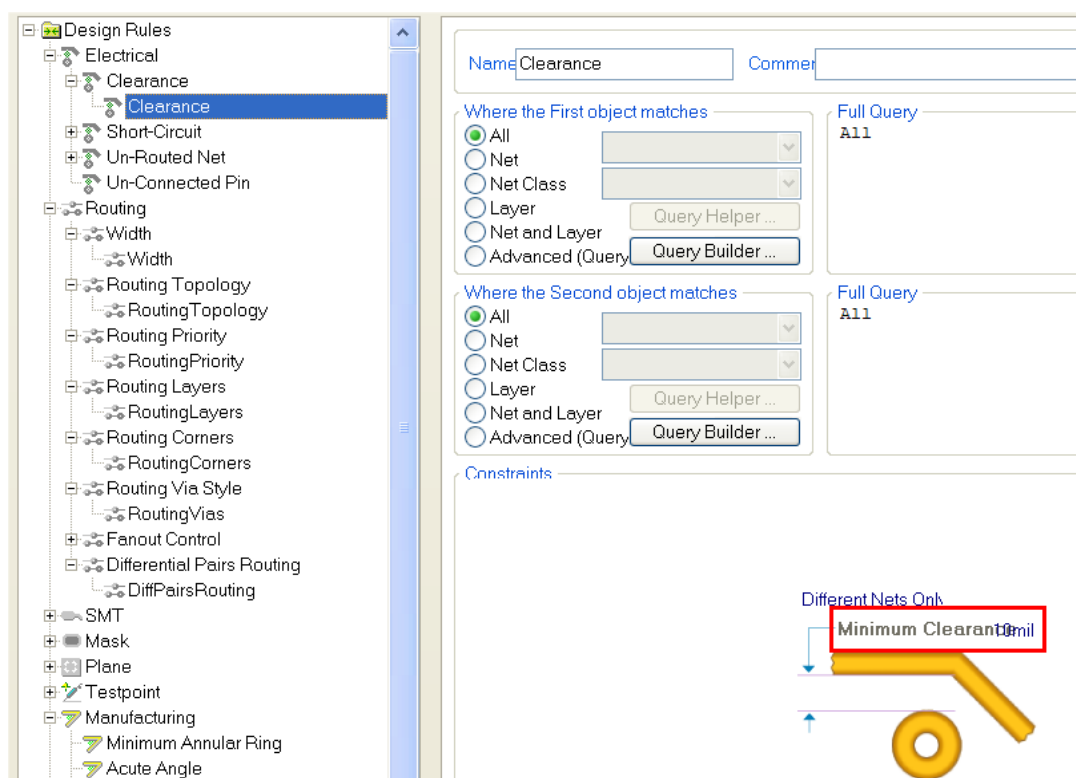 Design Rules
Electrical
Clearance
Clearance
Short-Circuit
Un-Routed Net
Un-Connected Pin
Routing
Width
Width
Routing Topology
RoutingTopology
Routing Priority
RoutingPriority
Routing Layers
RoutingLayers
Routing Corners
RoutingCorners
Routing Via Style
RoutingVias
Fanout Control
Differential Pairs Routing
DiffPairsRouting
SMT
Mask
Plane
Testpoint
Manufacturing
Minimum Annular Ring
Acute Angle
Name Clearance Commer
Where the First object matches
All
Net
Net Class
Layer
Net and Layer
Advanced (Query
Query Helper ...
Query Builder ...
Full Query
All
Where the Second object matches
All
Net
Net Class
Layer
Net and Layer
Advanced (Query
Query Helper ...
Query Builder ...
Full Query
All
Constraints
Different Nets Only
Minimum Clearance 10mil